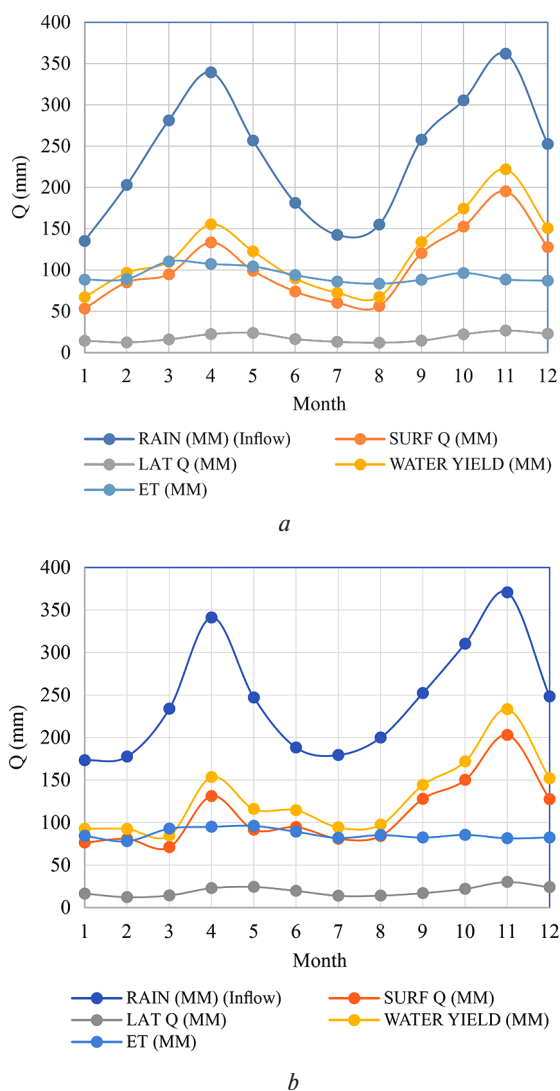 400
350
300
250
200
150
100
50
0
Q (mm)
1 2 3 4 5 6 7 8 9 10 11 12
Month
RAIN (MM) (Inflow) SURF Q (MM)
LAT Q (MM) WATER YIELD (MM)
ET (MM)
a
400
350
300
250
200
150
100
50
0
Q (mm)
1 2 3 4 5 6 7 8 9 10 11 12
Month
RAIN (MM) (Inflow) SURF Q (MM)
LAT Q (MM) WATER YIELD (MM)
ET (MM)
b